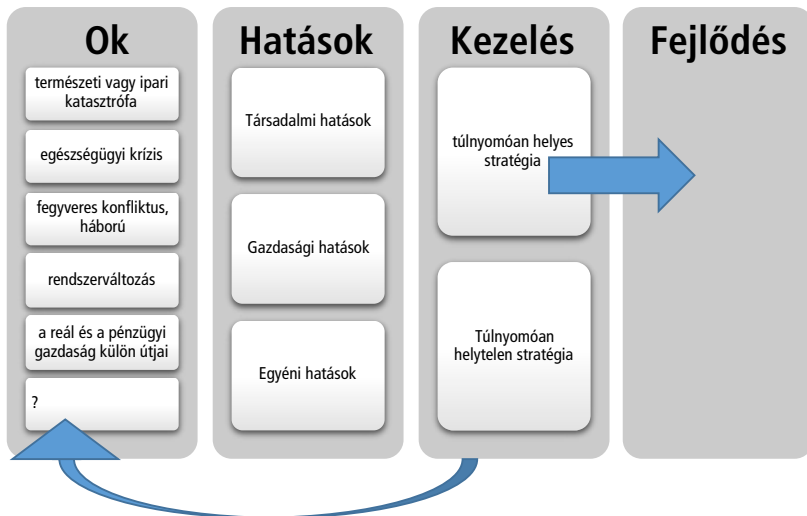 Ok
természeti vagy ipari
katasztrófa
egészségügyi krízis
fegyveres konfliktus,
háború
rendszerváltozás
a reál és a pénzügyi
gazdaság külön útjai
?
Hatások
Társadalmi hatások
Gazdasági hatások
Egyéni hatások
Kezelés
túlnyomóan helyes
stratégia
Túlnyomóan
helytelen stratégia
Fejlődés